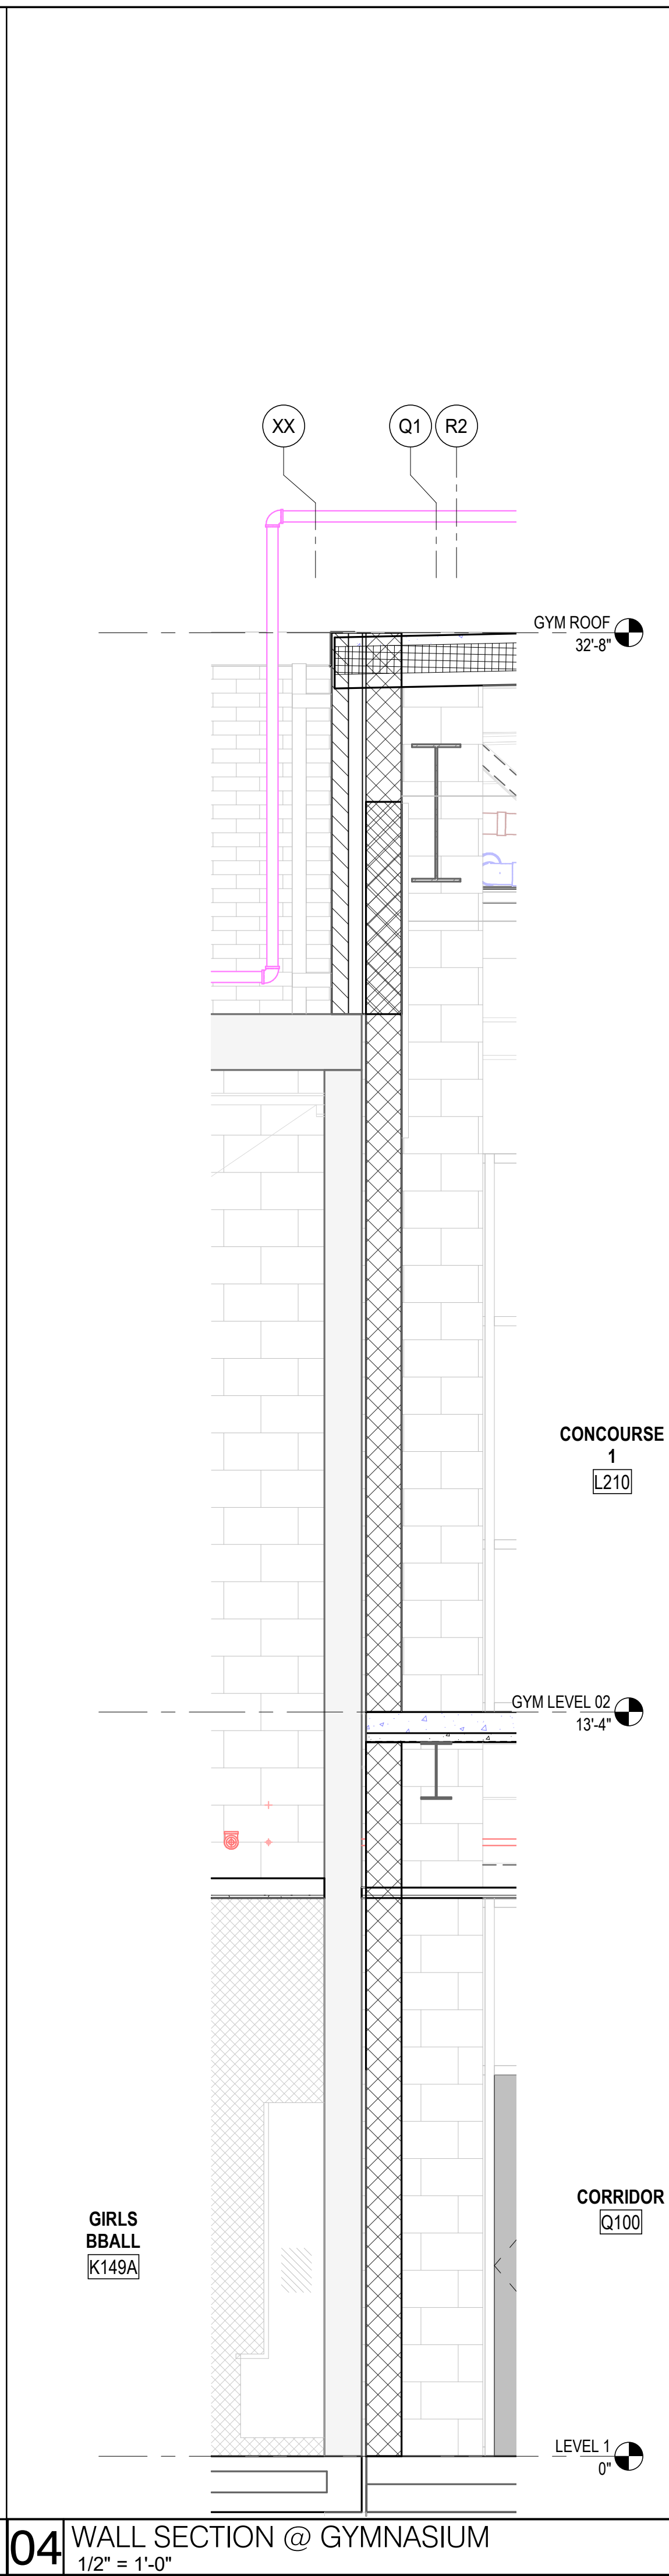 XX
Q1
R2
GYM ROOF
32'-8"
CONCOURSE
1
L210
GYM LEVEL 02
13'-4"
GIRLS
BBALL
K149A
CORRIDOR
Q100
LEVEL 1
0"
04
WALL SECTION @ GYMNASIUM
1/2" = 1'-0"